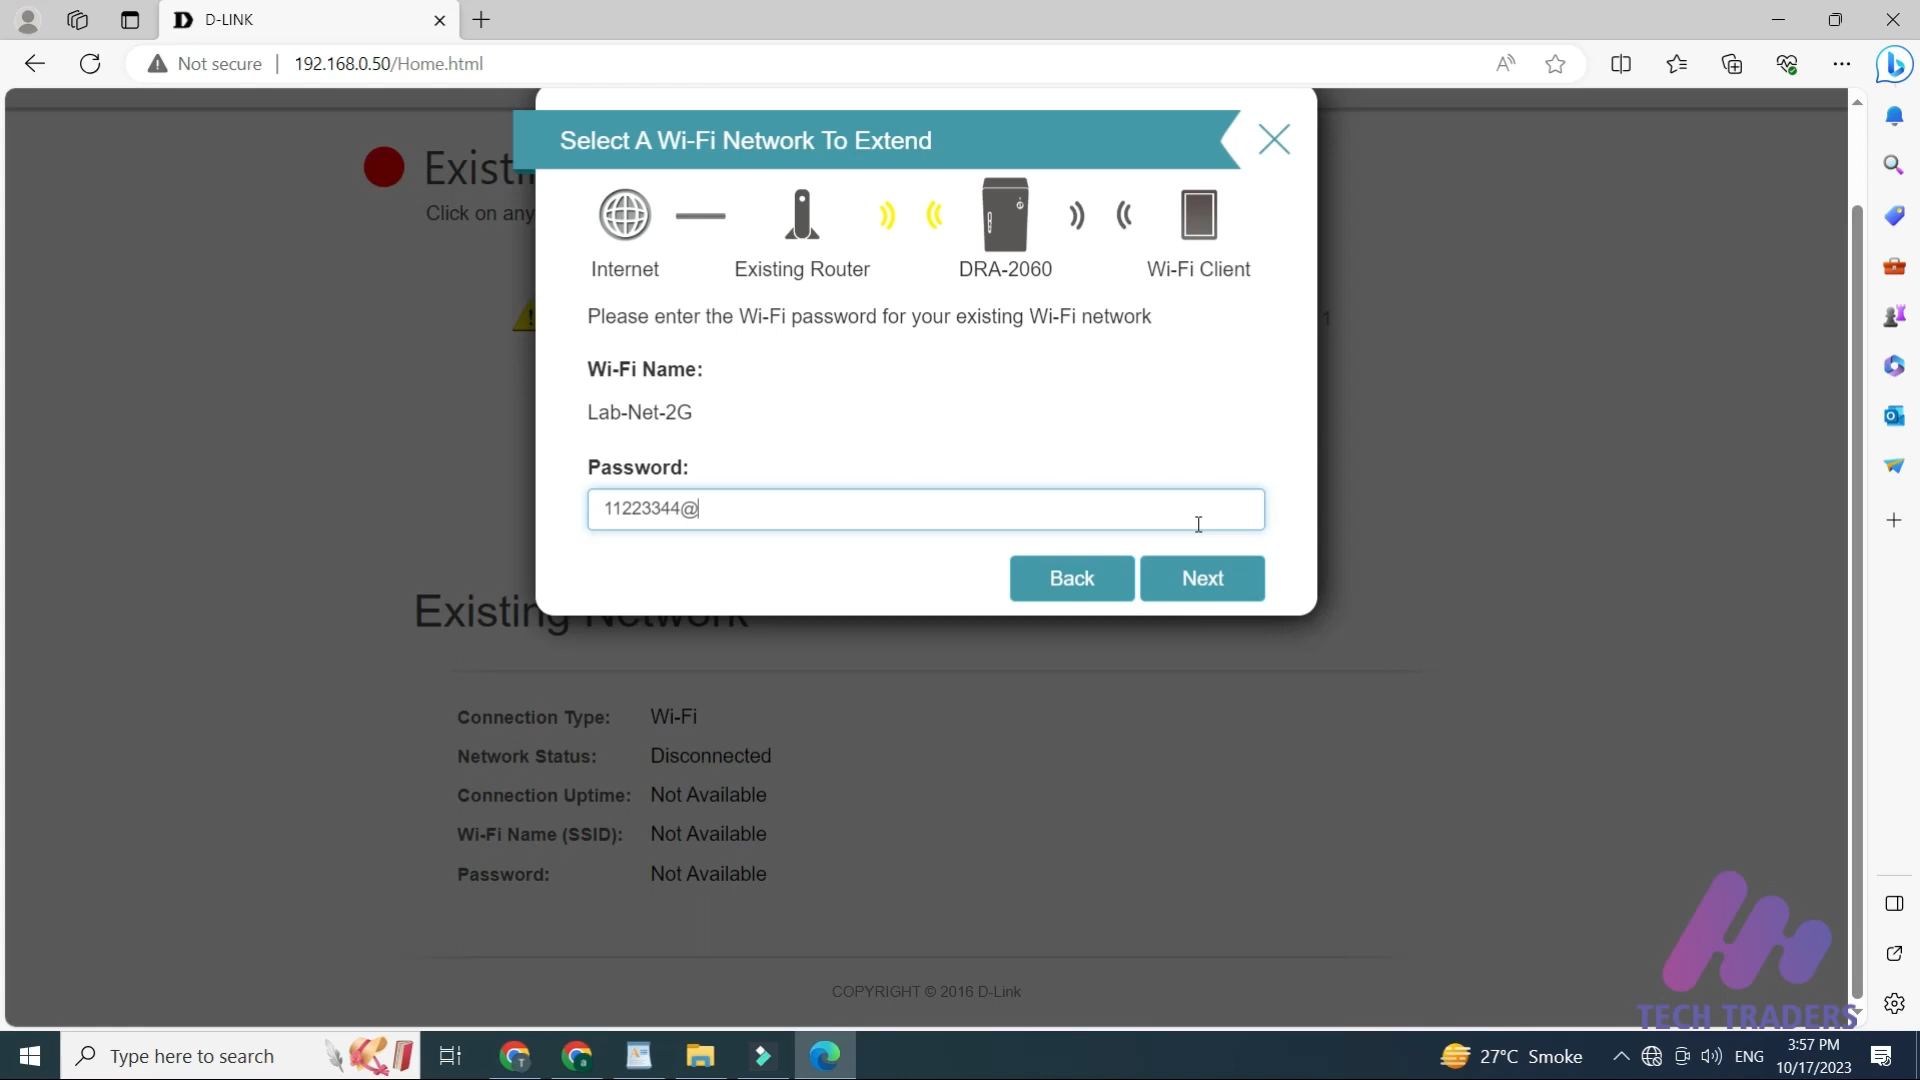 D-LINK
Not secure
192.168.0.50/Home.html
Select A Wi-Fi Network To Extend
Click on any
Internet
Existing Router
DRA-2060
Wi-Fi Client
Please enter the Wi-Fi password for your existing Wi-Fi network
Wi-Fi Name:
Lab-Net-2G
Password:
11223344@
Back
Next
Existing Network
Connection Type: Wi-Fi
Network Status: Disconnected
Connection Uptime: Not Available
Wi-Fi Name (SSID): Not Available
Password: Not Available
COPYRIGHT © 2016 D-Link
TECH TRADERS
Type here to search
27°C Smoke
ENG
3:57 PM
10/17/2023